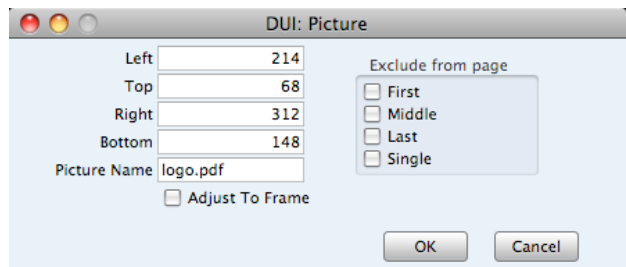 DUI: Picture
Left 214
Top 68
Right 312
Bottom 148
Picture Name logo.pdf
Adjust To Frame
Exclude from page
First
Middle
Last
Single
OK Cancel